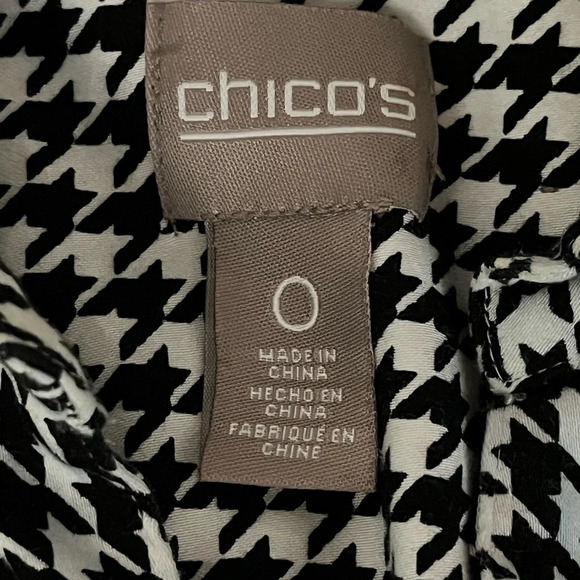 chico's
0
MADE IN
CHINA
HECHO EN
CHINA
FABRIQUÉ EN
CHINE